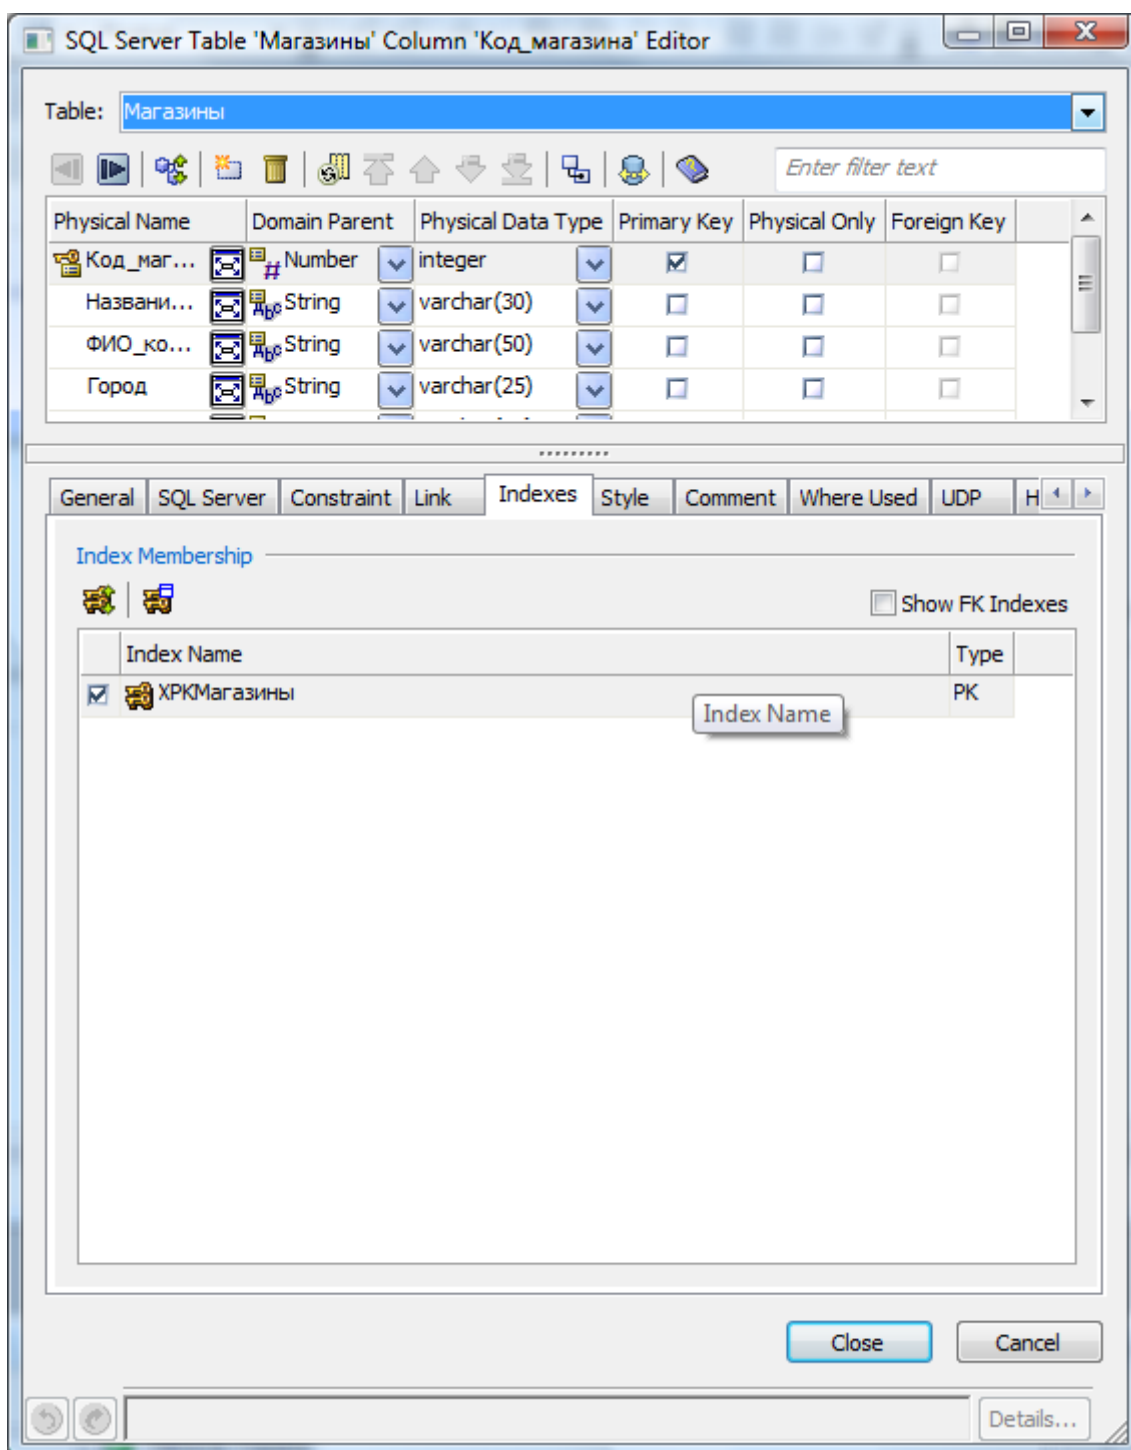 SQL Server Table 'Магазины' Column 'Код_магазина' Editor
Table: Магазины
Enter filter text
Physical Name Domain Parent Physical Data Type Primary Key Physical Only Foreign Key
Код_маг... Number integer
Названи... String varchar(30)
ФИО_ко... String varchar(50)
Город String varchar(25)
General SQL Server Constraint Link Indexes Style Comment Where Used UDP H
Index Membership
Show FK Indexes
Index Name Type
XPKМагазины PK
Index Name
Close Cancel
Details...